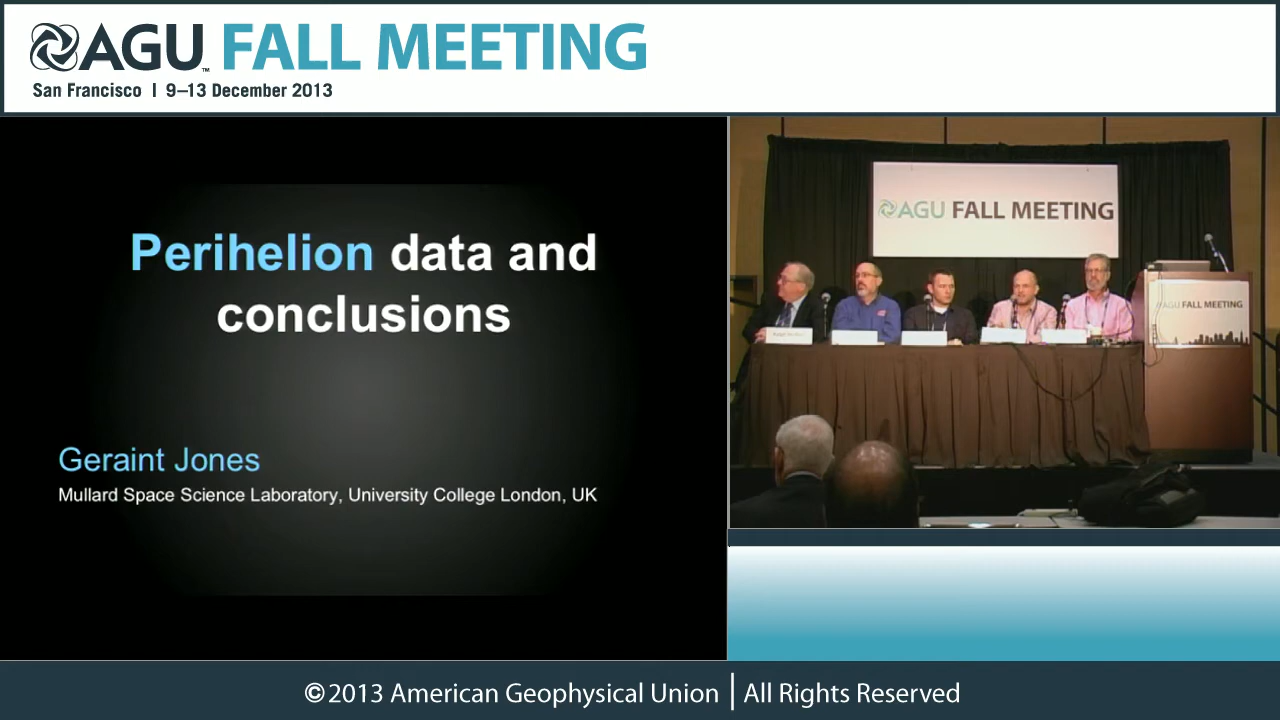 AGU™ FALL MEETING
San Francisco | 9–13 December 2013
Perihelion data and
conclusions
Geraint Jones
Mullard Space Science Laboratory, University College London, UK
AGU FALL MEETING
AGU FALL MEETING
©2013 American Geophysical Union | All Rights Reserved